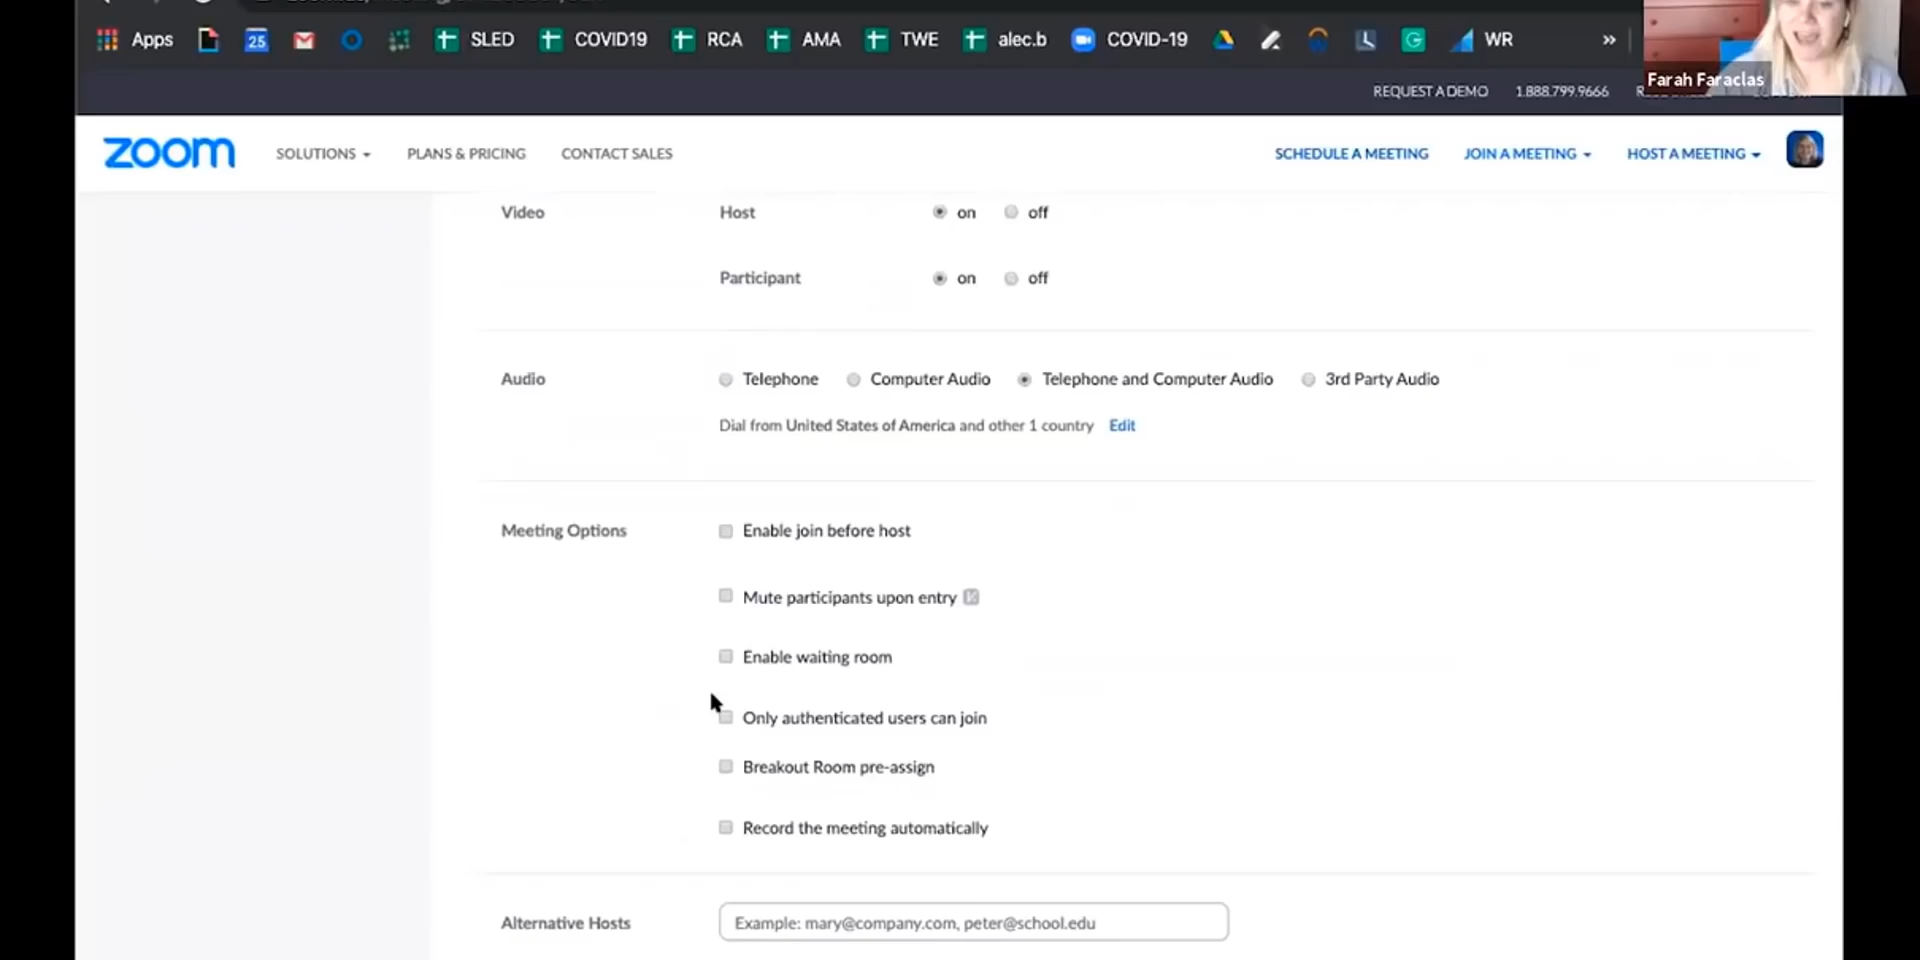 Apps 25 SLED COVID19 RCA AMA TWE alec.b COVID-19 G WR »
Farah Faraclas
REQUEST A DEMO 1.888.799.9666
zoom SOLUTIONS PLANS & PRICING CONTACT SALES SCHEDULE A MEETING JOIN A MEETING HOST A MEETING
Video Host on off
Participant on off
Audio Telephone Computer Audio Telephone and Computer Audio 3rd Party Audio
Dial from United States of America and other 1 country Edit
Meeting Options Enable join before host
Mute participants upon entry
Enable waiting room
Only authenticated users can join
Breakout Room pre-assign
Record the meeting automatically
Alternative Hosts Example: mary@company.com, peter@school.edu